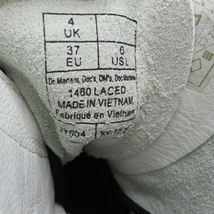 4
UK
37
EU
6
USL
Dr. Martens, Doc's, DM's, Doc Martens
1460 LACED
MADE IN VIETNAM
Fabriqué en Vietnam